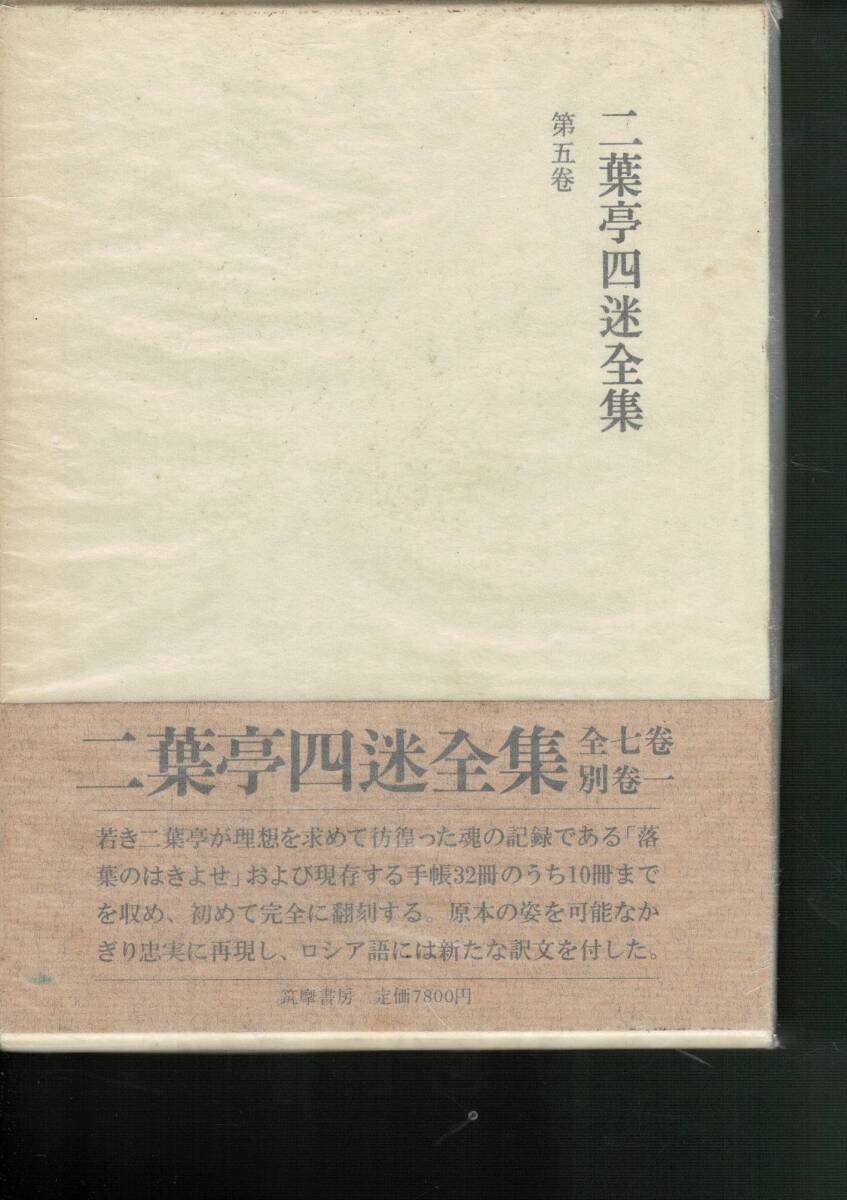 二葉亭四迷全集
第五巻
二葉亭四迷全集 全七巻
別巻一
若き二葉亭が理想を求めて彷徨った魂の記録である「落
葉のはきよせ」および現存する手帳32冊のうち10冊まで
を収め、初めて完全に翻刻する。原本の姿を可能なか
ぎり忠実に再現し、ロシア語には新たな訳文を付した。
筑摩書房 定価7800円